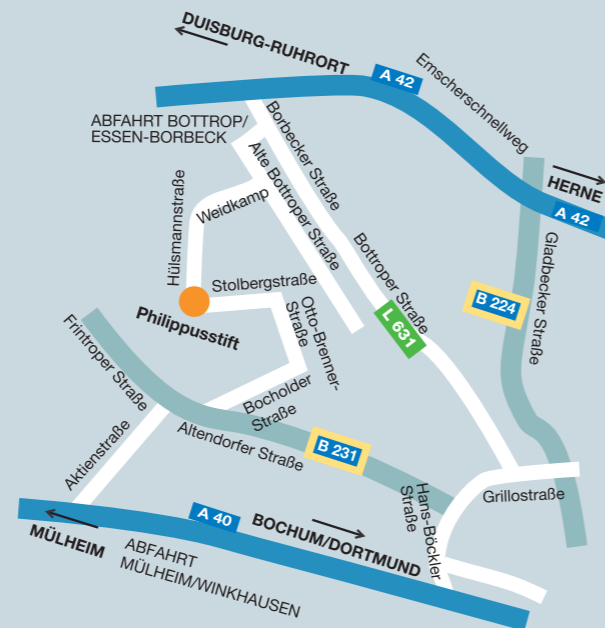 DUISBURG-RUHRORT
A 42
Emscherschnellweg
HERNE
A 42
ABFAHRT BOTTROP/
ESSEN-BORBECK
Borbecker Straße
Alte Bottroper Straße
Hülsmannstraße
Weidkamp
Bottroper Straße
Gladbecker Straße
B 224
Stolbergstraße
Philippusstift
Otto-Brenner-
Straße
L 631
Frintroper Straße
Bocholder
Straße
Altendorfer Straße
B 231
Aktienstraße
Hans-Böckler
Straße
Grillostraße
A 40
BOCHUM/DORTMUND
MÜLHEIM
ABFAHRT
MÜLHEIM/WINKHAUSEN